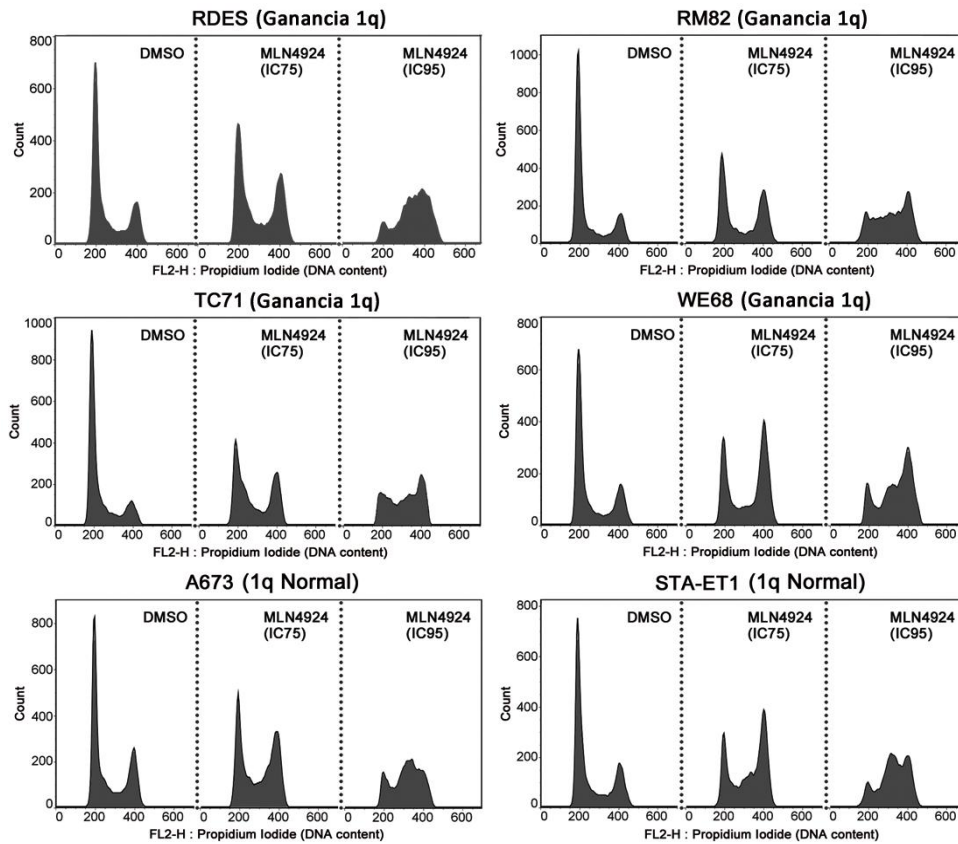 RDES (Ganancia 1q)
800
600
400
200
0
Count
DMSO
MLN4924
(IC75)
MLN4924
(IC95)
0 200 400 600 200 400 600 200 400 600
FL2-H : Propidium Iodide (DNA content)
RM82 (Ganancia 1q)
1000
800
600
400
200
0
Count
DMSO
MLN4924
(IC75)
MLN4924
(IC95)
0 200 400 600 200 400 600 200 400 600
FL2-H : Propidium Iodide (DNA content)
TC71 (Ganancia 1q)
1000
800
600
400
200
0
Count
DMSO
MLN4924
(IC75)
MLN4924
(IC95)
0 200 400 600 200 400 600 200 400 600
FL2-H : Propidium Iodide (DNA content)
WE68 (Ganancia 1q)
800
600
400
200
0
Count
DMSO
MLN4924
(IC75)
MLN4924
(IC95)
0 200 400 600 200 400 600 200 400 600
FL2-H : Propidium Iodide (DNA content)
A673 (1q Normal)
800
600
400
200
0
Count
DMSO
MLN4924
(IC75)
MLN4924
(IC95)
0 200 400 600 200 400 600 200 400 600
FL2-H : Propidium Iodide (DNA content)
STA-ET1 (1q Normal)
800
600
400
200
0
Count
DMSO
MLN4924
(IC75)
MLN4924
(IC95)
0 200 400 600 200 400 600 200 400 600
FL2-H : Propidium Iodide (DNA content)